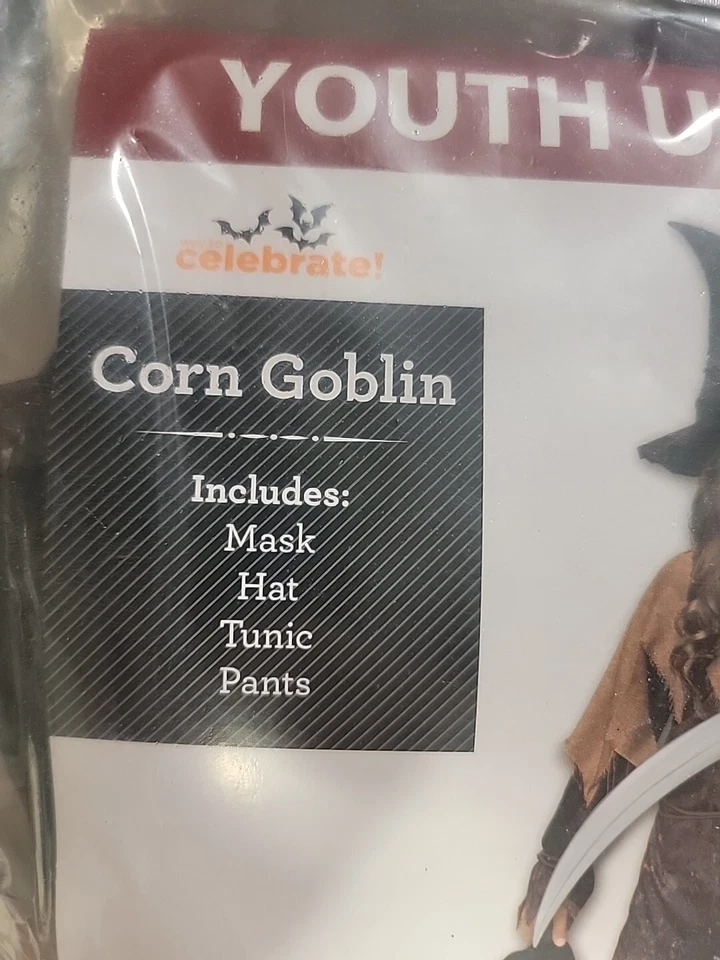 YOUTH U
celebrate!
Corn Goblin
Includes:
Mask
Hat
Tunic
Pants